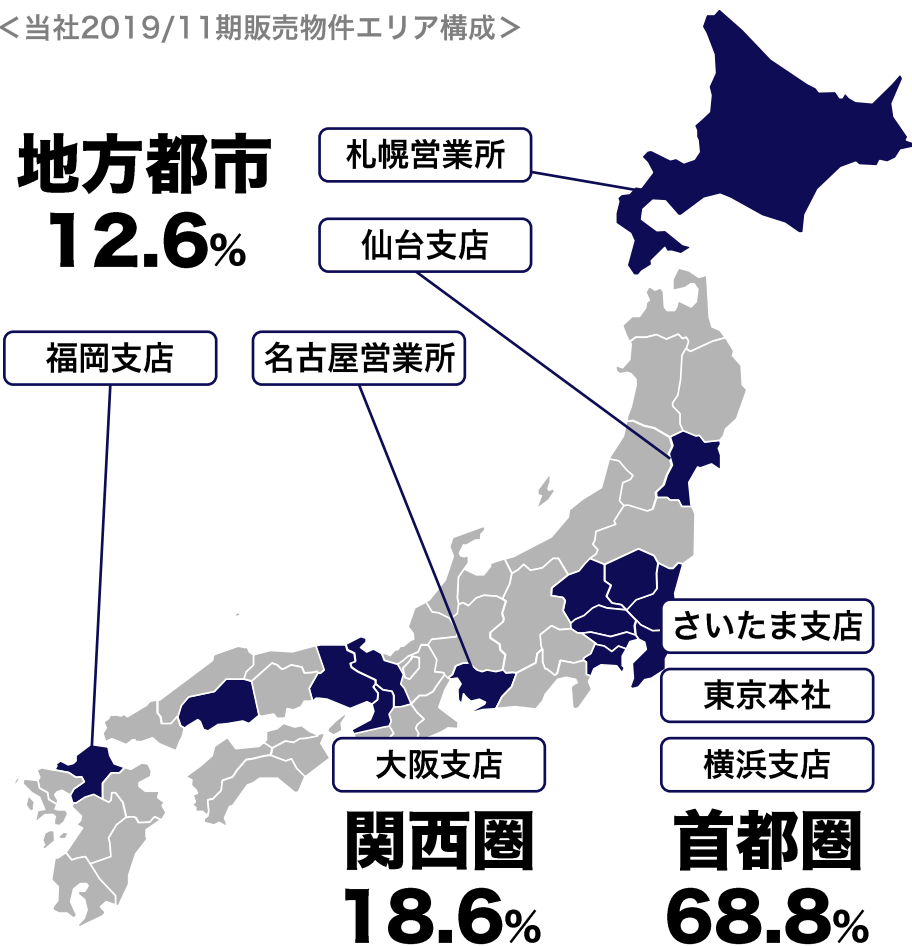 ＜当社2019/11期販売物件エリア構成＞
地方都市
12.6%
札幌営業所
仙台支店
福岡支店
名古屋営業所
さいたま支店
東京本社
大阪支店
横浜支店
関西圏
18.6%
首都圏
68.8%